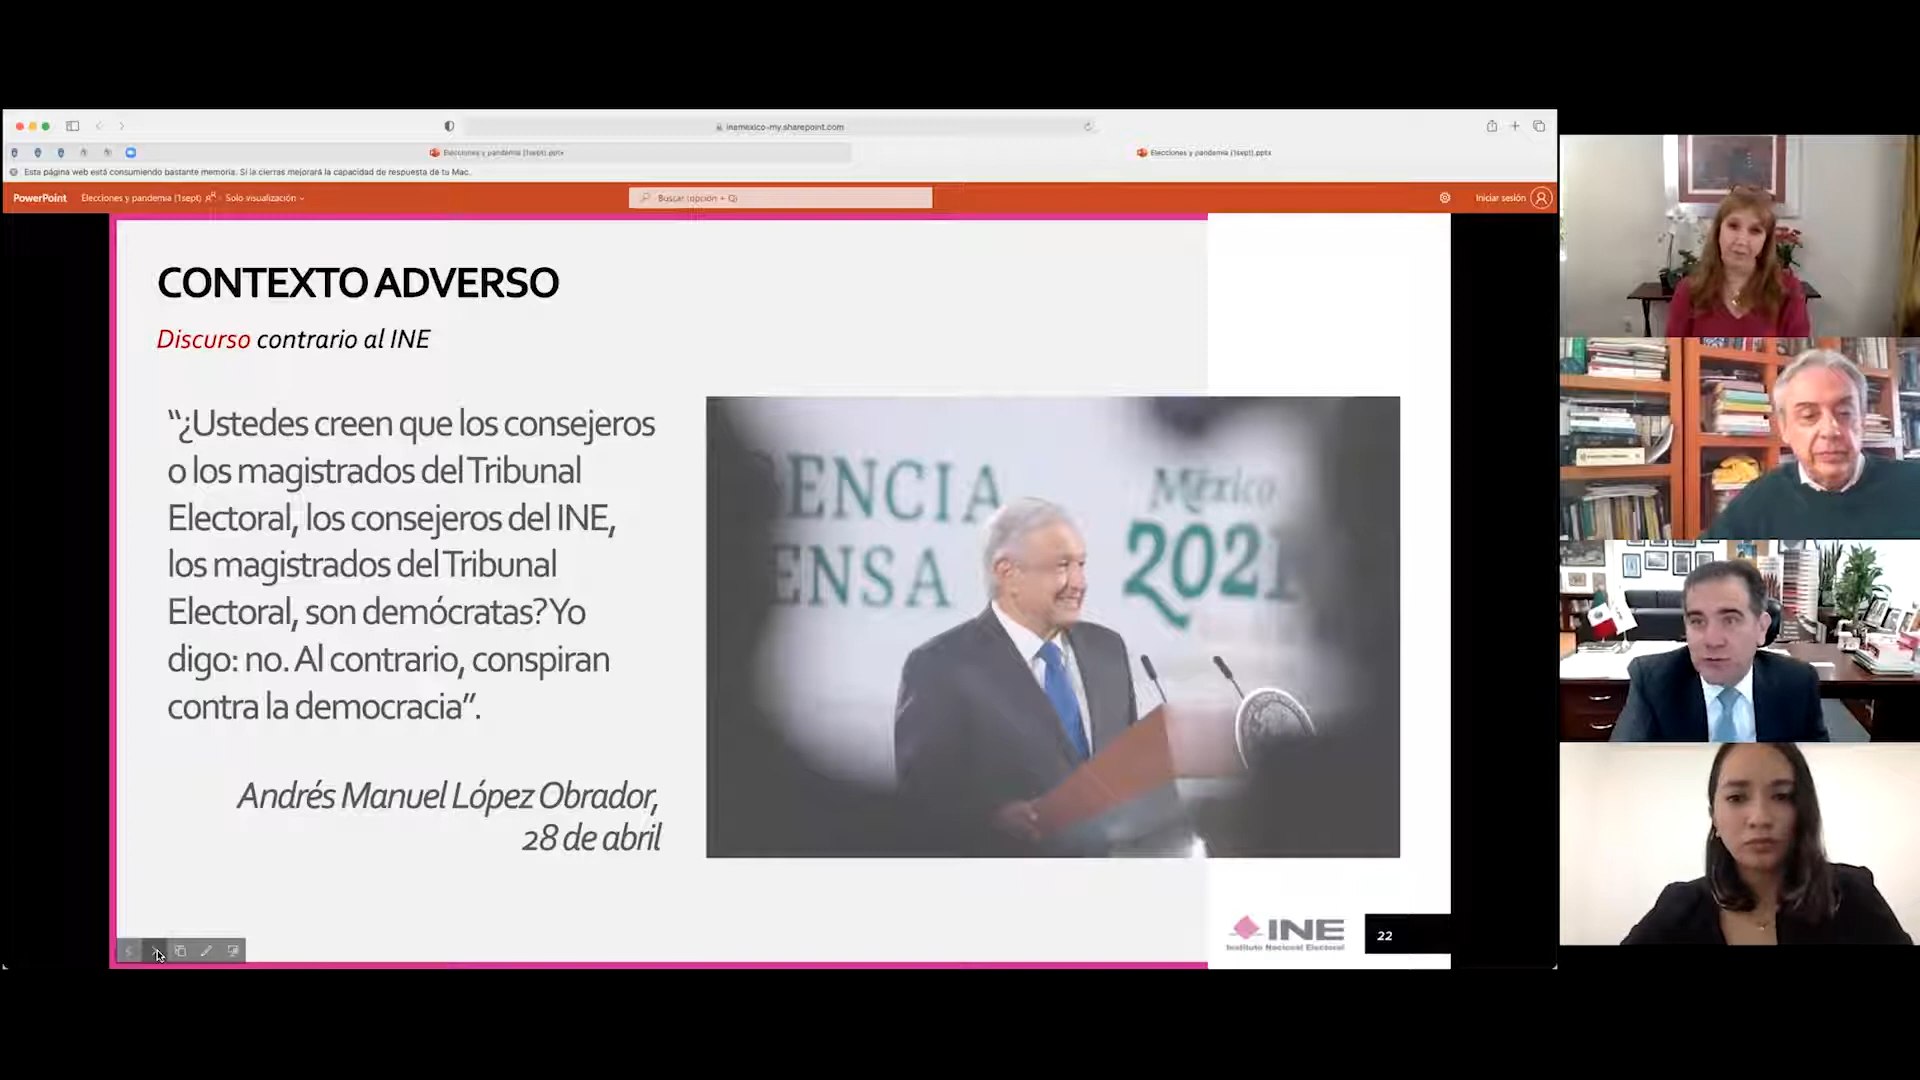 inemexico-my.sharepoint.com
Elecciones y pandemia (1sept).pptx
Elecciones y pandemia (1sept).pptx
Esta página web está consumiendo bastante memoria. Si la cierras mejorará la capacidad de respuesta de tu Mac.
PowerPoint
Elecciones y pandemia (1sept)
Solo visualización
Buscar (opción + Q)
Iniciar sesión
CONTEXTO ADVERSO
Discurso contrario al INE
“¿Ustedes creen que los consejeros
o los magistrados del Tribunal
Electoral, los consejeros del INE,
los magistrados del Tribunal
Electoral, son demócratas? Yo
digo: no. Al contrario, conspiran
contra la democracia”.
Andrés Manuel López Obrador,
28 de abril
ENCIA
ENSA
México
2021
INE
Instituto Nacional Electoral
22